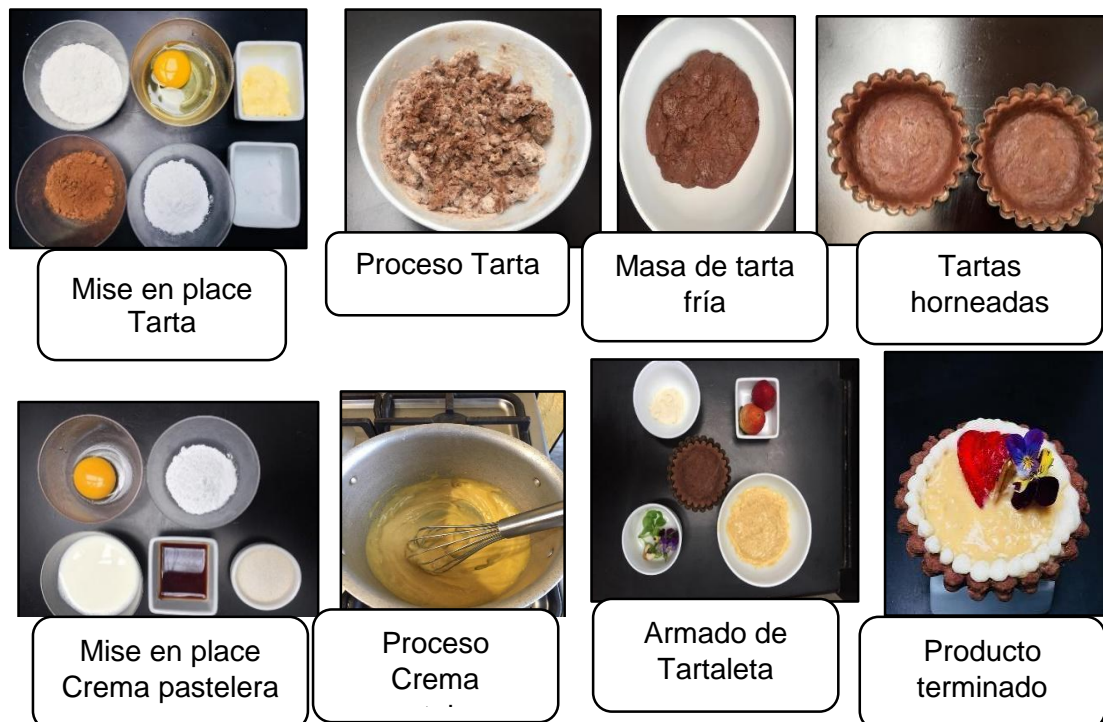 Mise en place
Tarta
Proceso Tarta
Masa de tarta
fría
Tartas
horneadas
Mise en place
Crema pastelera
Proceso
Crema
Armado de
Tartaleta
Producto
terminado